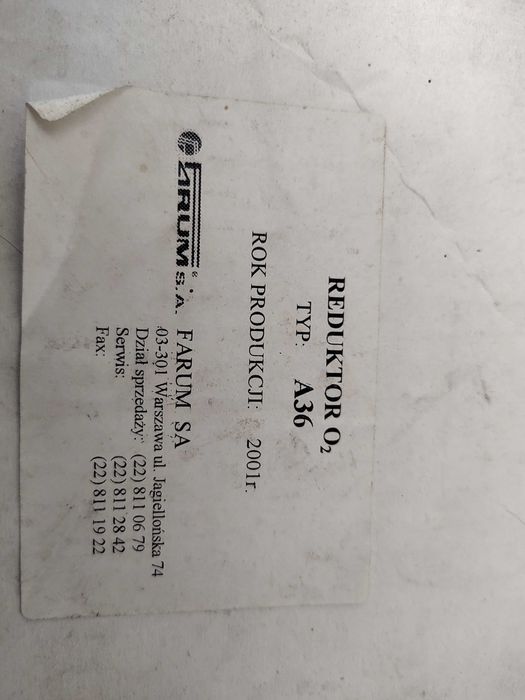 REDUKTOR O₂
TYP: A36
ROK PRODUKCJI: 2001r.
FARUM S.A.
FARUM SA
03-301 Warszawa ul. Jagiellońska 74
Dział sprzedaży: (22) 811 06 79
Serwis: (22) 811 28 42
Fax: (22) 811 19 22